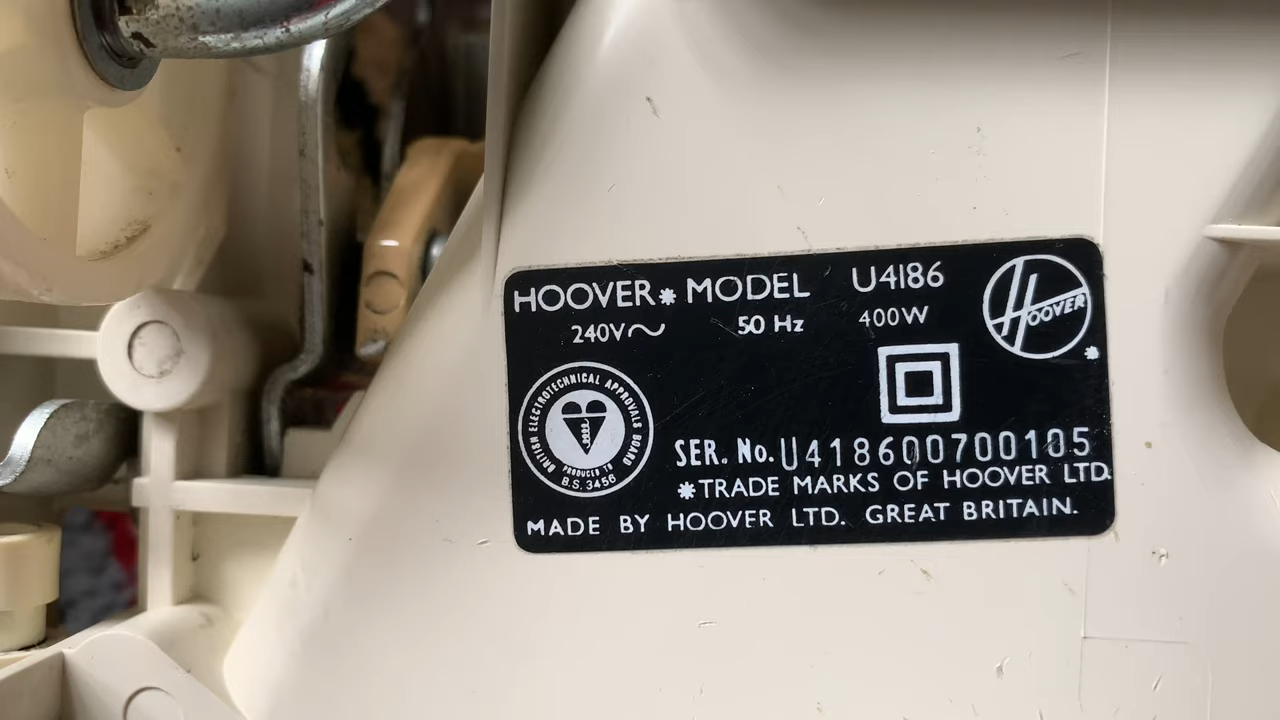 HOOVER * MODEL U4186
240V~ 50 Hz 400W
HOOVER
*
BRITISH ELECTROTECHNICAL APPROVALS BOARD
PRODUCED TO
B.S. 3456
SER. No. U418600700105
*TRADE MARKS OF HOOVER LTD.
MADE BY HOOVER LTD. GREAT BRITAIN.